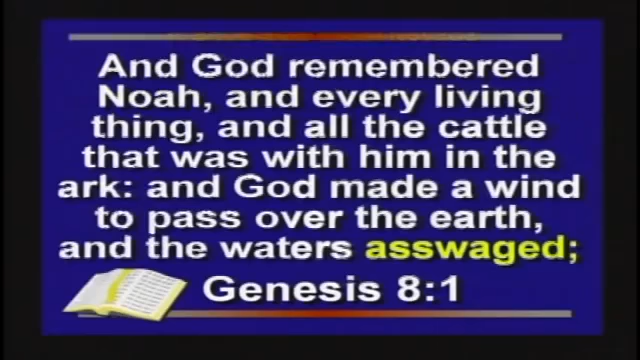 And God remembered
Noah, and every living
thing, and all the cattle
that was with him in the
ark: and God made a wind
to pass over the earth,
and the waters asswaged;
Genesis 8:1